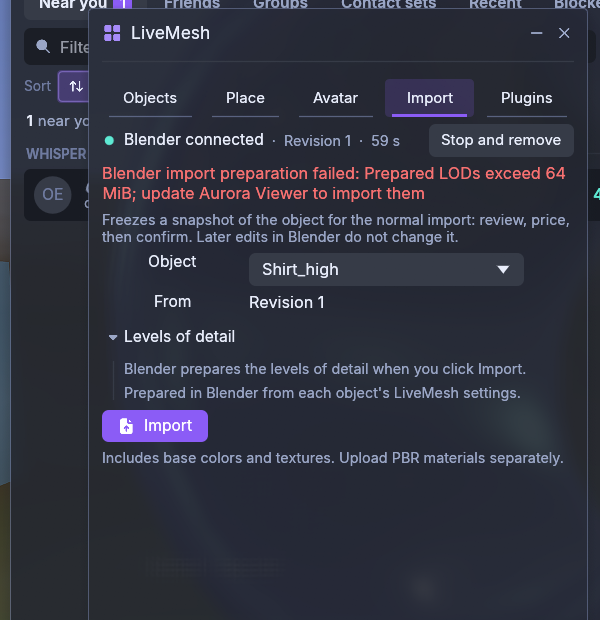 Near you 1 Friends Groups Contact sets Recent
LiveMesh
Filte
Sort
Objects Place Avatar Import Plugins
1 near yo
Blender connected · Revision 1 · 59 s Stop and remove
WHISPER
Blender import preparation failed: Prepared LODs exceed 64
MiB; update Aurora Viewer to import them
OE
Freezes a snapshot of the object for the normal import: review, price,
then confirm. Later edits in Blender do not change it.
Object Shirt_high
From Revision 1
Levels of detail
Blender prepares the levels of detail when you click Import.
Prepared in Blender from each object's LiveMesh settings.
Import
Includes base colors and textures. Upload PBR materials separately.